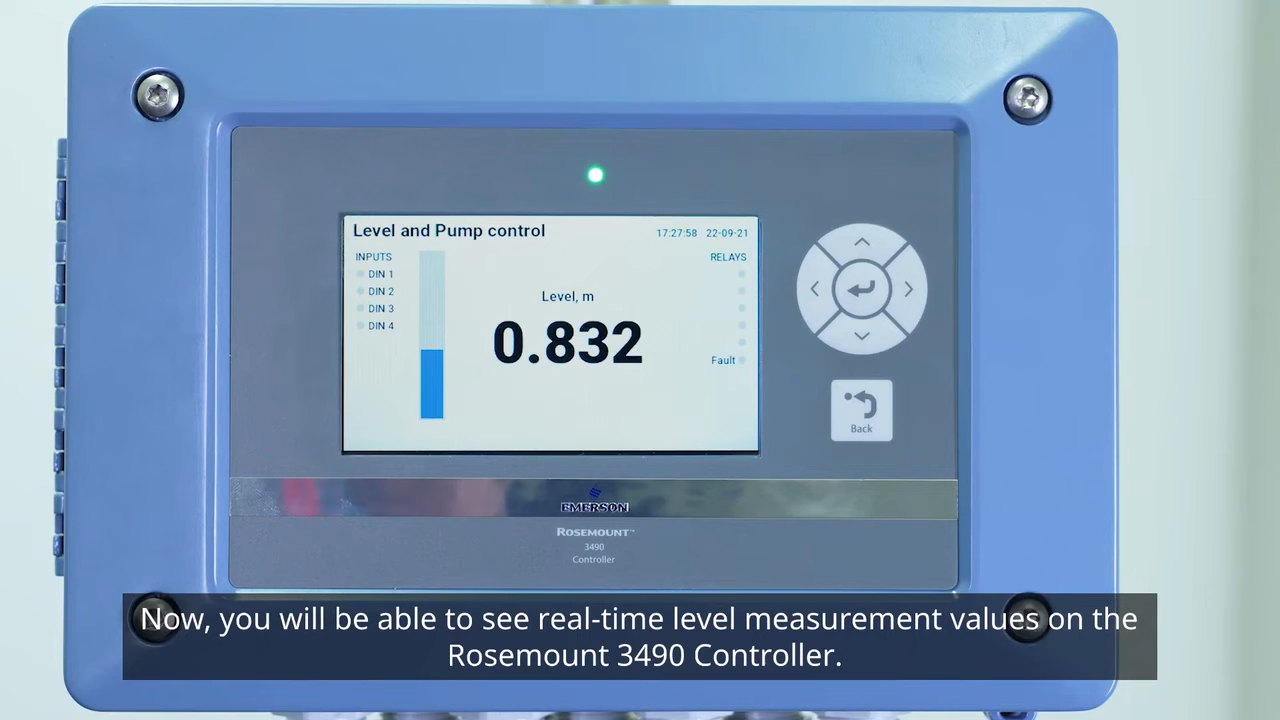 Level and Pump control
17:27:58 22-09-21
INPUTS
RELAYS
DIN 1
DIN 2
DIN 3
DIN 4
Level, m
0.832
Fault
Back
EMERSON
ROSEMOUNT™
3490
Controller
Now, you will be able to see real-time level measurement values on the
Rosemount 3490 Controller.